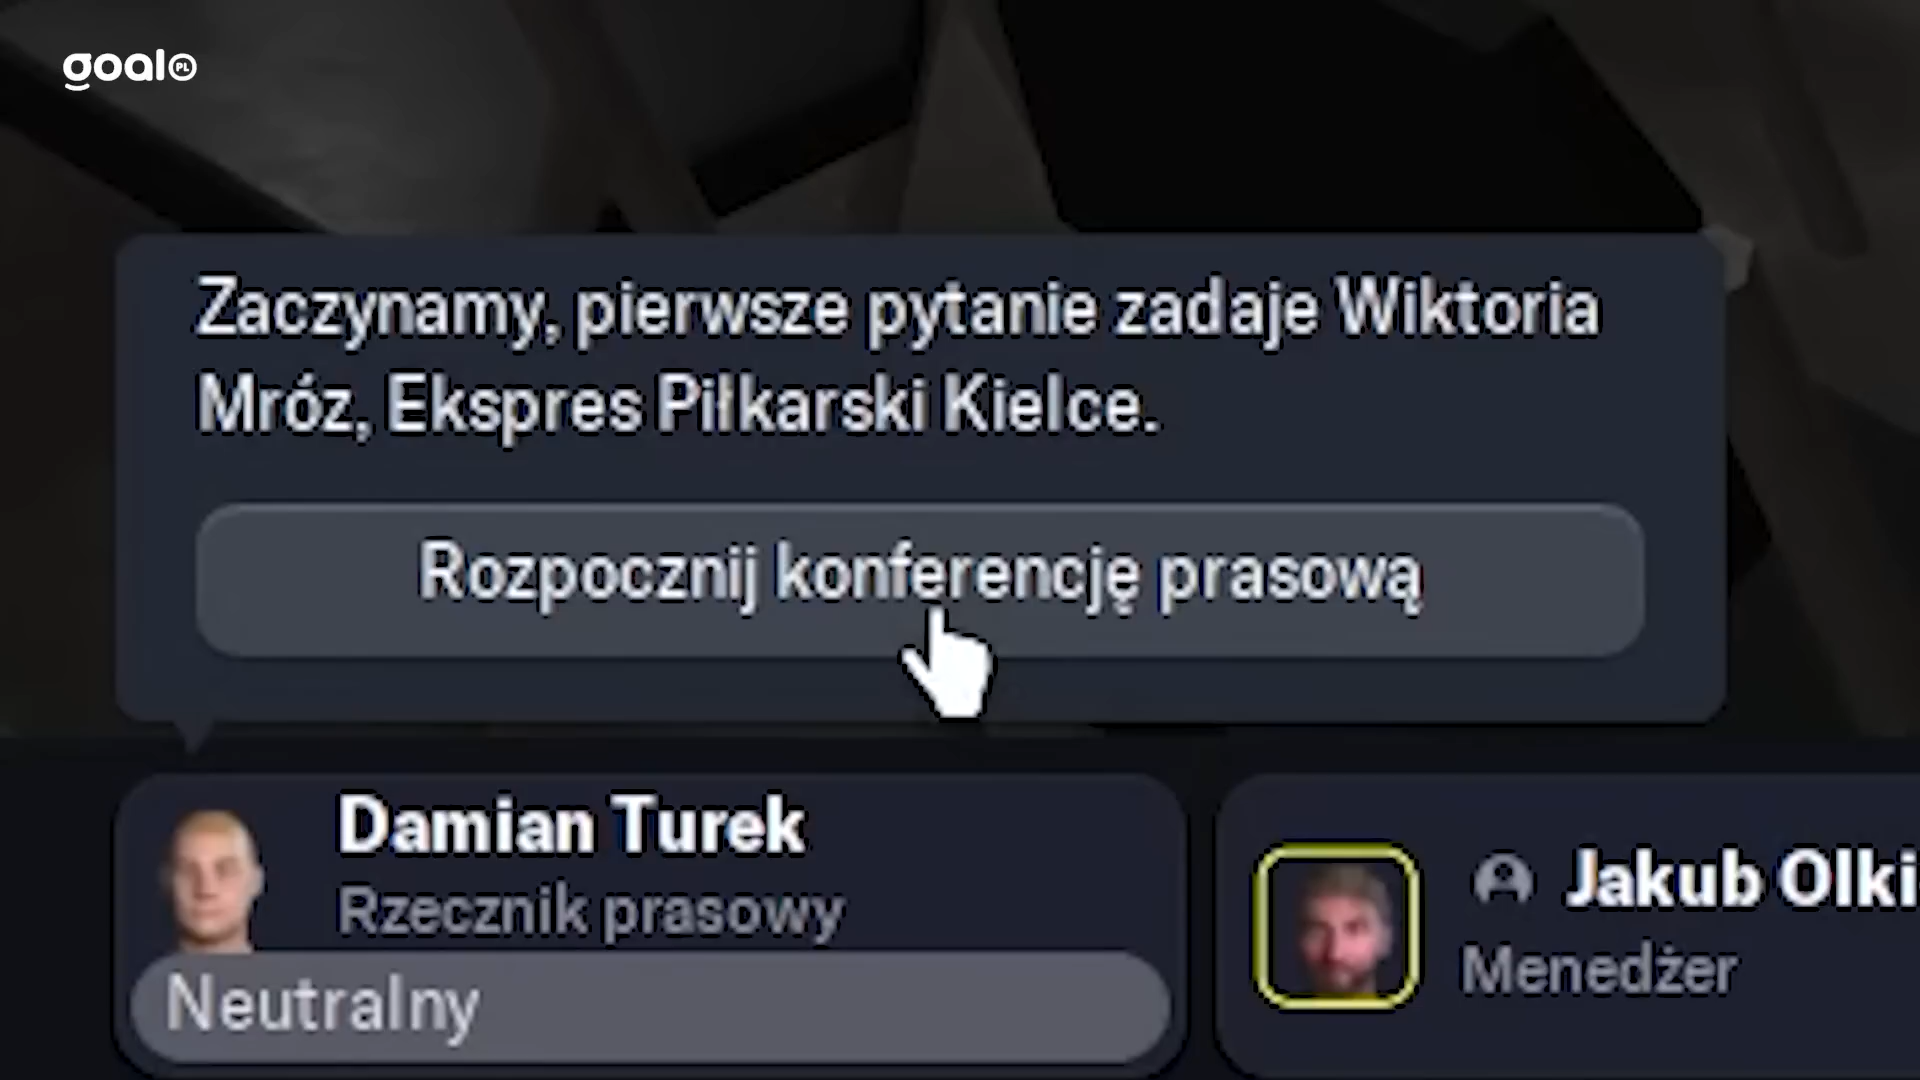 goal PL
Zaczynamy, pierwsze pytanie zadaje Wiktoria
Mróz, Ekspres Piłkarski Kielce.
Rozpocznij konferencję prasową
Damian Turek
Rzecznik prasowy
Neutralny
Jakub Olki
Menedżer